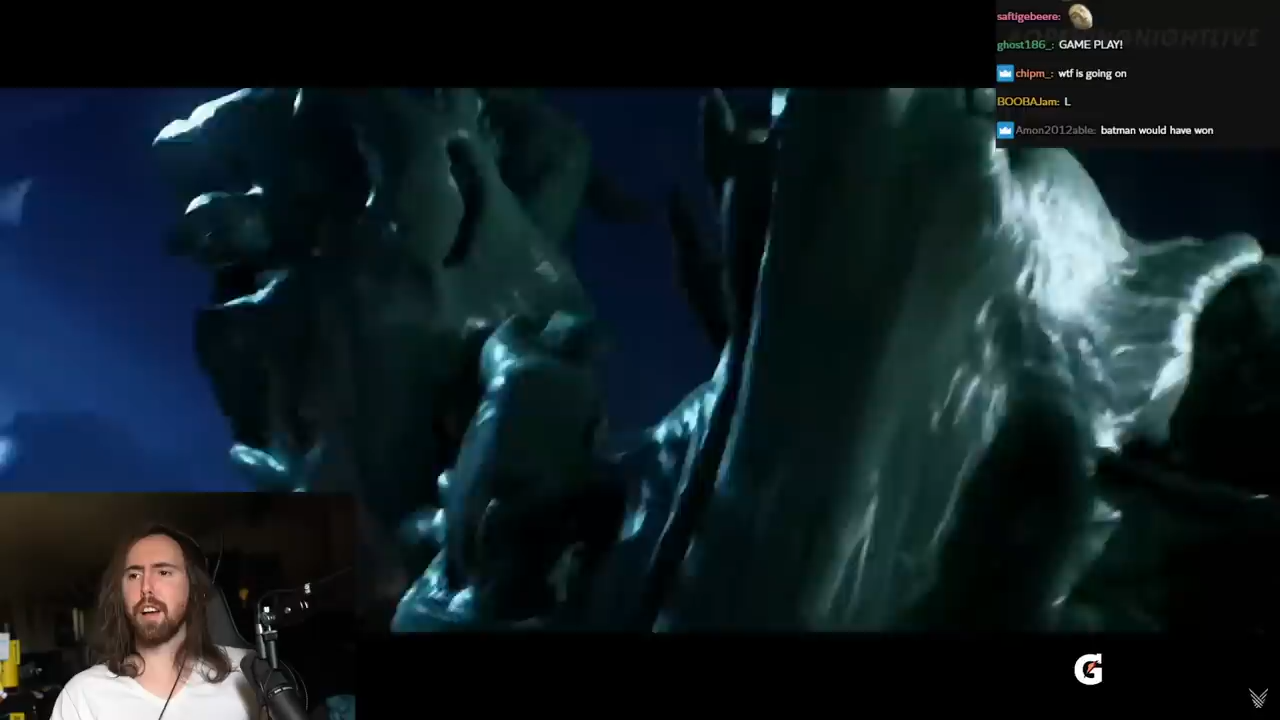 saftigebeere:
ghost186_: GAME PLAY!
chipm_: wtf is going on
BOOBAJam: L
Amon2012able: batman would have won
G